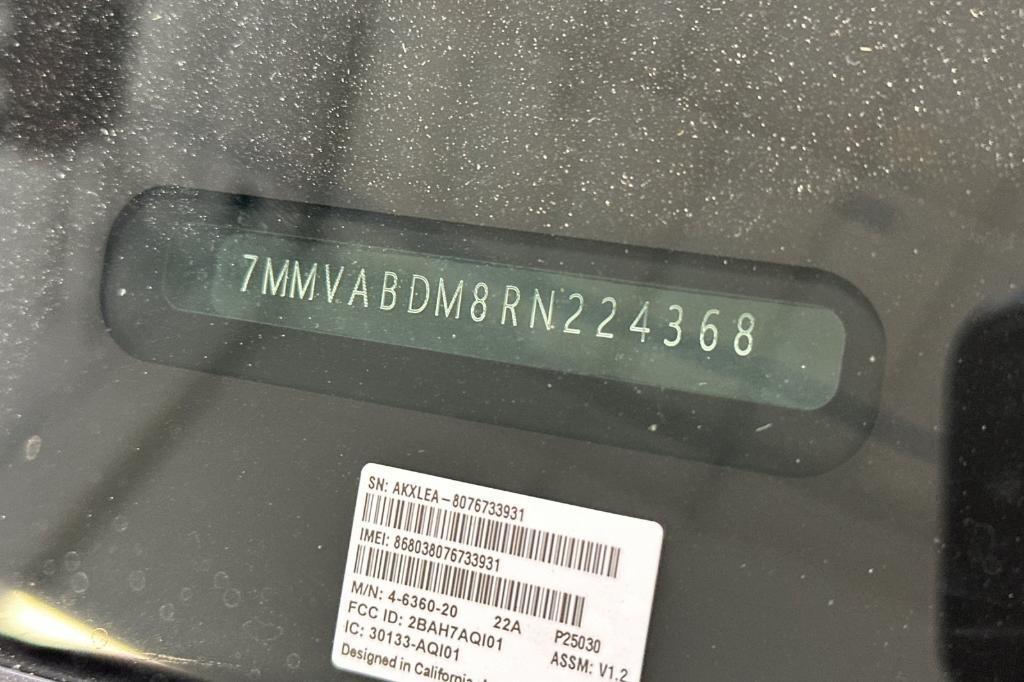 7MMVABDM8RN224368
SN: AKXLEA-8076733931
IMEI: 868038076733931
M/N: 4-6360-20 22A P25030
FCC ID: 2BAH7AQI01
IC: 30133-AQI01 ASSM: V1.2
Designed in California